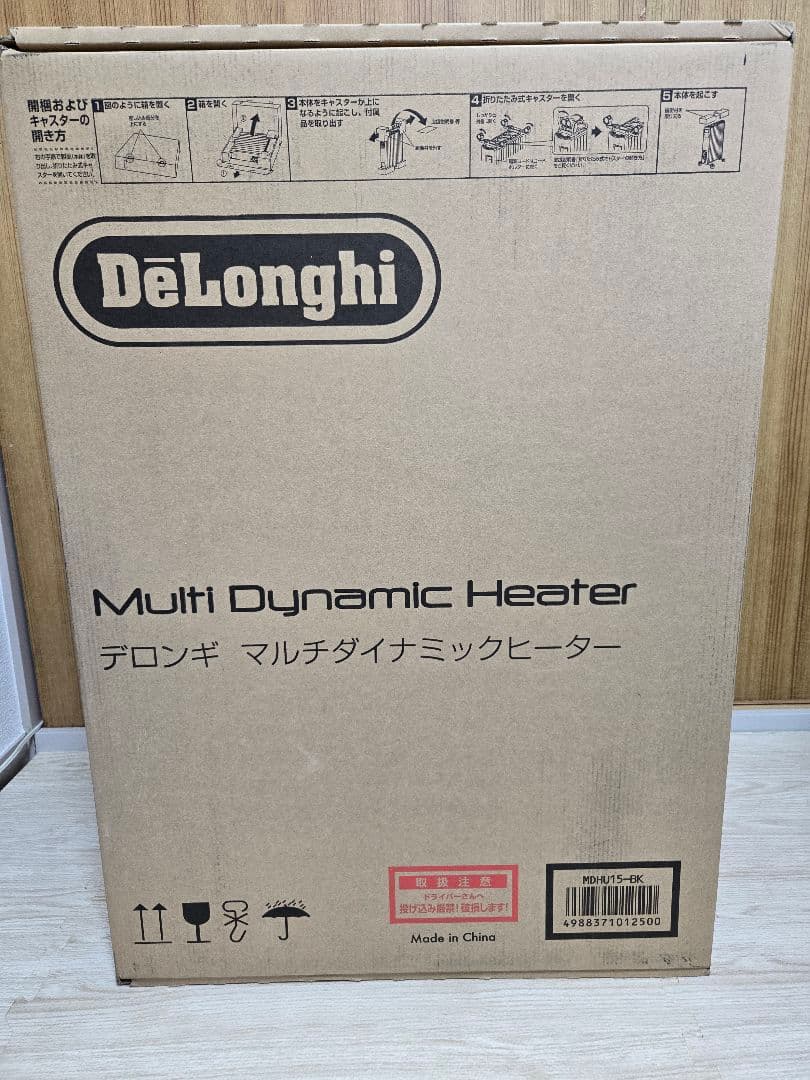 開梱および
キャスターの
開き方
1 図のように箱を置く
2 箱を開く
3 本体をキャスターが上に
なるように起こし、付属
品を取り出す
4 折りたたみ式キャスターを開く
5 本体を起こす
DēLonghi
Multi Dynamic Heater
デロンギ マルチダイナミックヒーター
取扱注意
ドライバーさんへ
投げ込み厳禁!破損します!
Made in China
MDHU15-BK
4988371012500